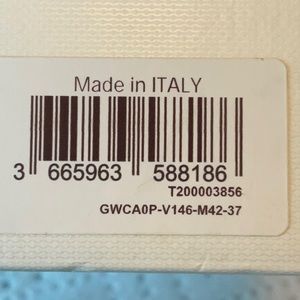 Made in ITALY
3 665963 588186
T200003856
GWCA0P-V146-M42-37